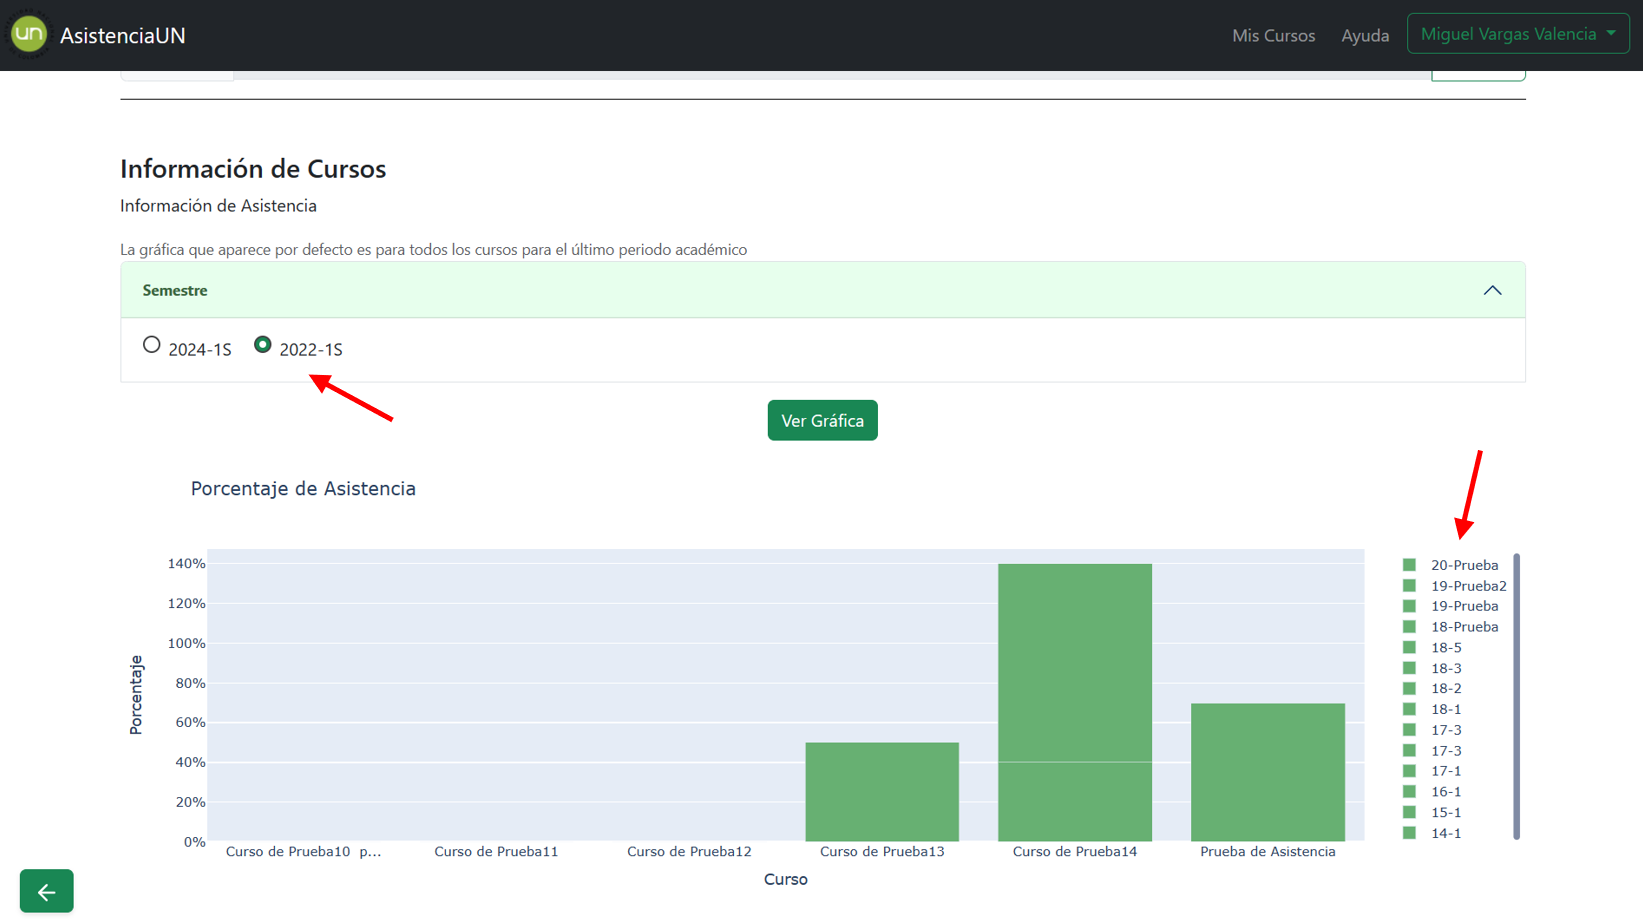 un AsistenciaUN Mis Cursos Ayuda Miguel Vargas Valencia
Información de Cursos
Información de Asistencia
La gráfica que aparece por defecto es para todos los cursos para el último periodo académico
Semestre
2024-1S 2022-1S
Ver Gráfica
Porcentaje de Asistencia
Porcentaje
140%
120%
100%
80%
60%
40%
20%
0%
Curso de Prueba10 p... Curso de Prueba11 Curso de Prueba12 Curso de Prueba13 Curso de Prueba14 Prueba de Asistencia
Curso
20-Prueba
19-Prueba2
19-Prueba
18-Prueba
18-5
18-3
18-2
18-1
17-3
17-3
17-1
16-1
15-1
14-1